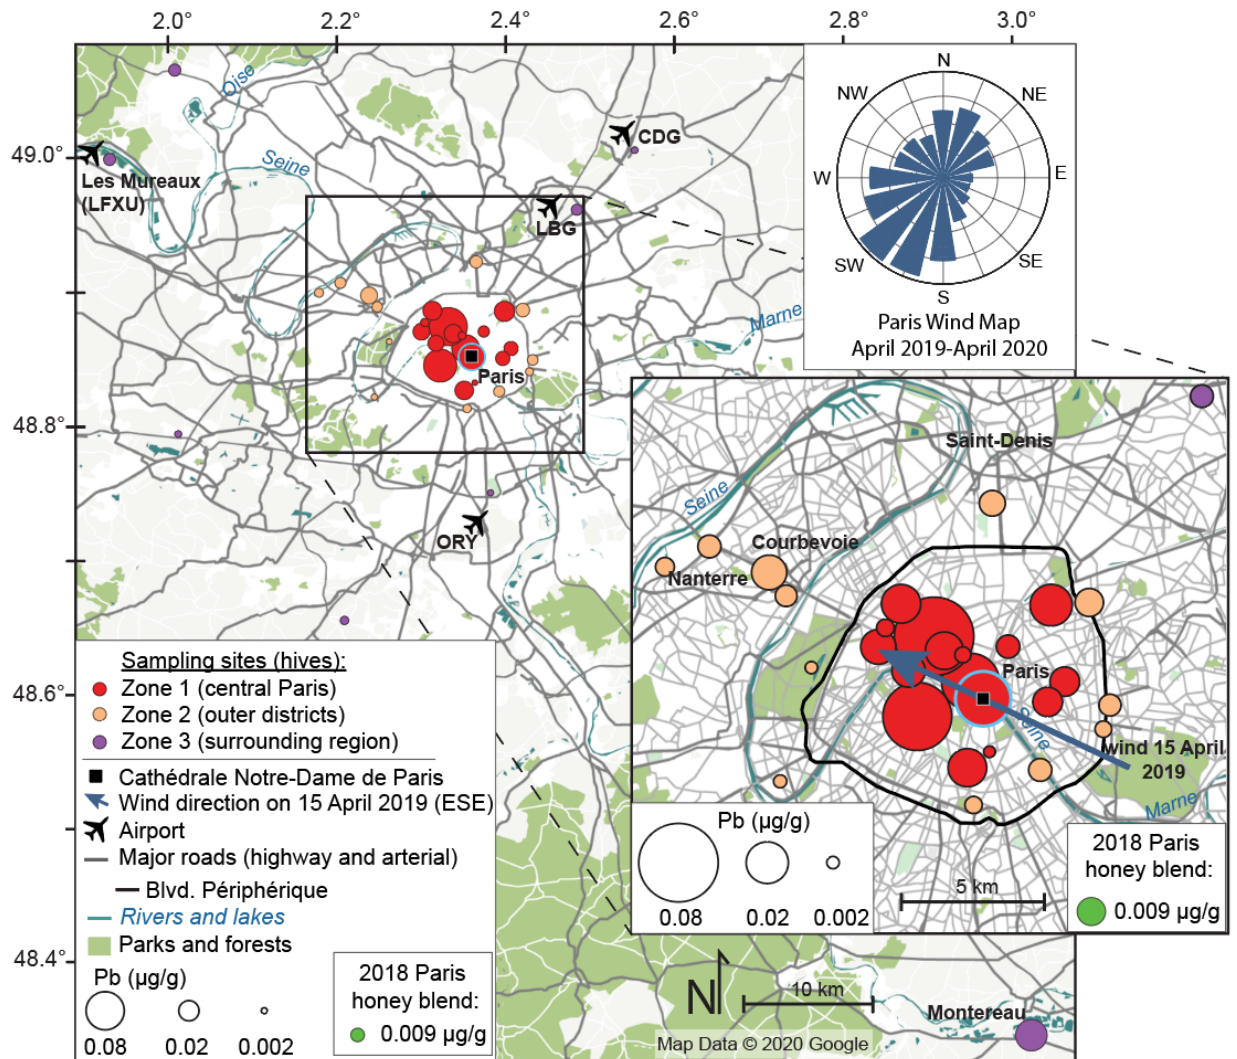 2.0°
2.2°
2.4°
2.6°
2.8°
3.0°
49.0°
48.8°
48.6°
48.4°
Oise
Seine
Les Mureaux
(LFXU)
CDG
LBG
Marne
Paris
ORY
N
NE
E
SE
S
SW
W
NW
Paris Wind Map
April 2019-April 2020
Saint-Denis
Seine
Courbevoie
Nanterre
Paris
Seine
wind 15 April
2019
Marne
Pb (µg/g)
0.08
0.02
0.002
5 km
2018 Paris
honey blend:
0.009 µg/g
Sampling sites (hives):
Zone 1 (central Paris)
Zone 2 (outer districts)
Zone 3 (surrounding region)
Cathédrale Notre-Dame de Paris
Wind direction on 15 April 2019 (ESE)
Airport
Major roads (highway and arterial)
Blvd. Périphérique
Rivers and lakes
Parks and forests
Pb (µg/g)
0.08
0.02
0.002
2018 Paris
honey blend:
0.009 µg/g
N
10 km
Montereau
Map Data © 2020 Google